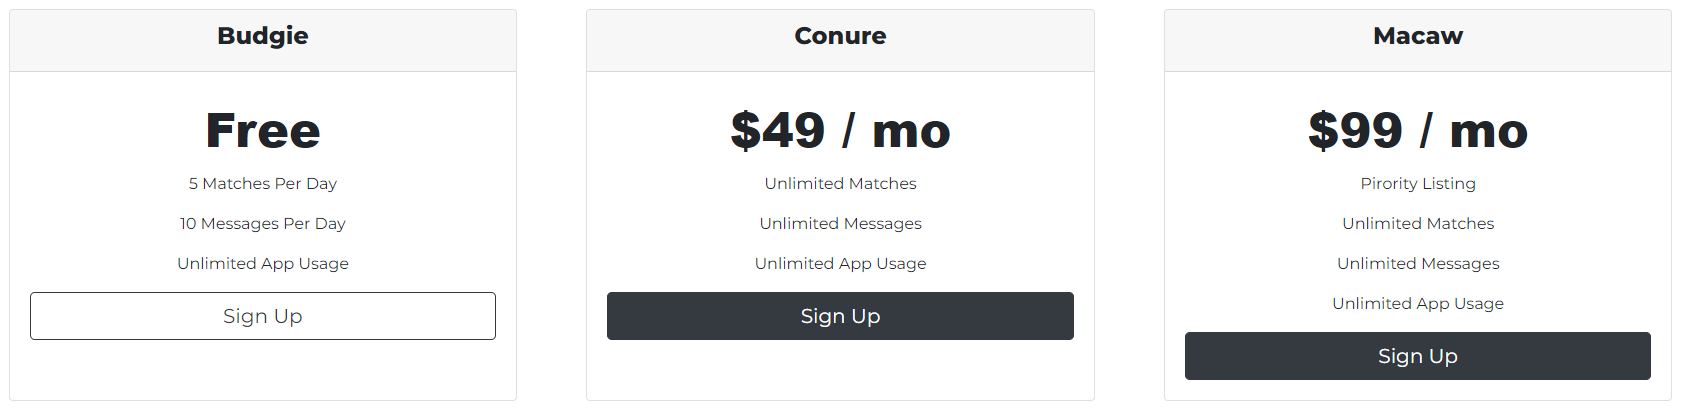 Budgie
Free
5 Matches Per Day
10 Messages Per Day
Unlimited App Usage
Sign Up
Conure
$49 / mo
Unlimited Matches
Unlimited Messages
Unlimited App Usage
Sign Up
Macaw
$99 / mo
Pirority Listing
Unlimited Matches
Unlimited Messages
Unlimited App Usage
Sign Up